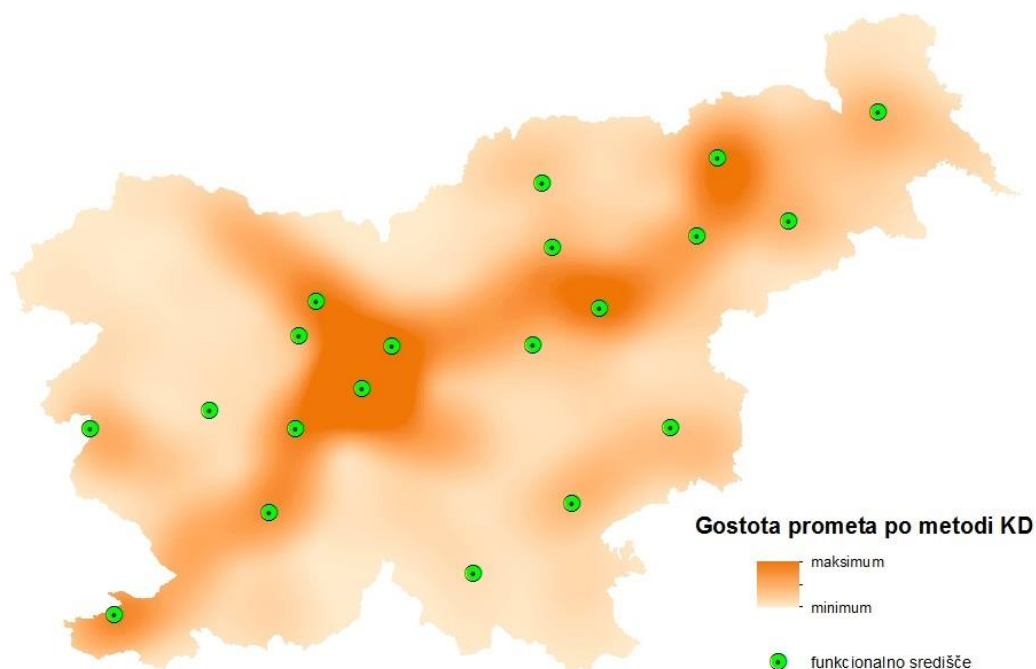 Gostota prometa po metodi KD
maksimum
minimum
funkcionalno središče